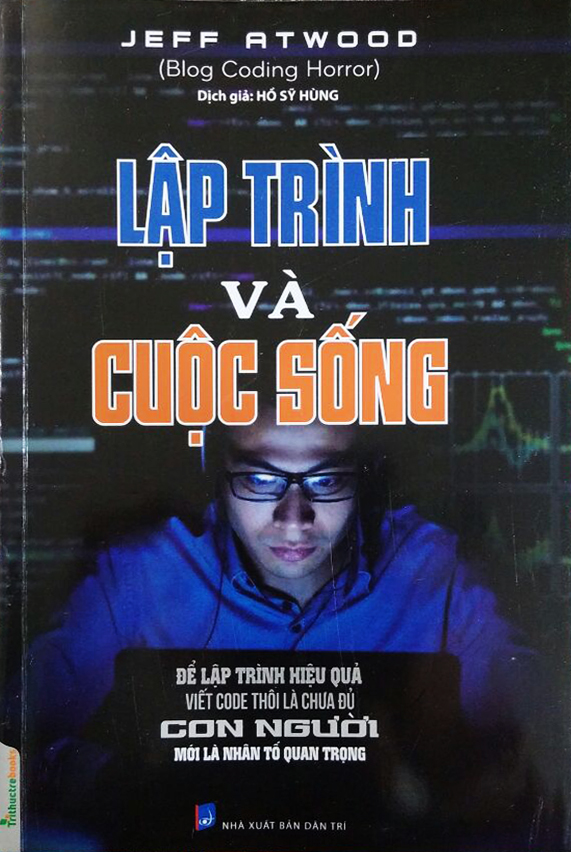 JEFF ATWOOD
(Blog Coding Horror)
Dịch giả: HỒ SỸ HÙNG
LẬP TRÌNH
VÀ
CUỘC SỐNG
ĐỂ LẬP TRÌNH HIỆU QUẢ
VIẾT CODE THÔI LÀ CHƯA ĐỦ
CON NGƯỜI
MỚI LÀ NHÂN TỐ QUAN TRỌNG
Trithuctrebooks
NHÀ XUẤT BẢN DÂN TRÍ